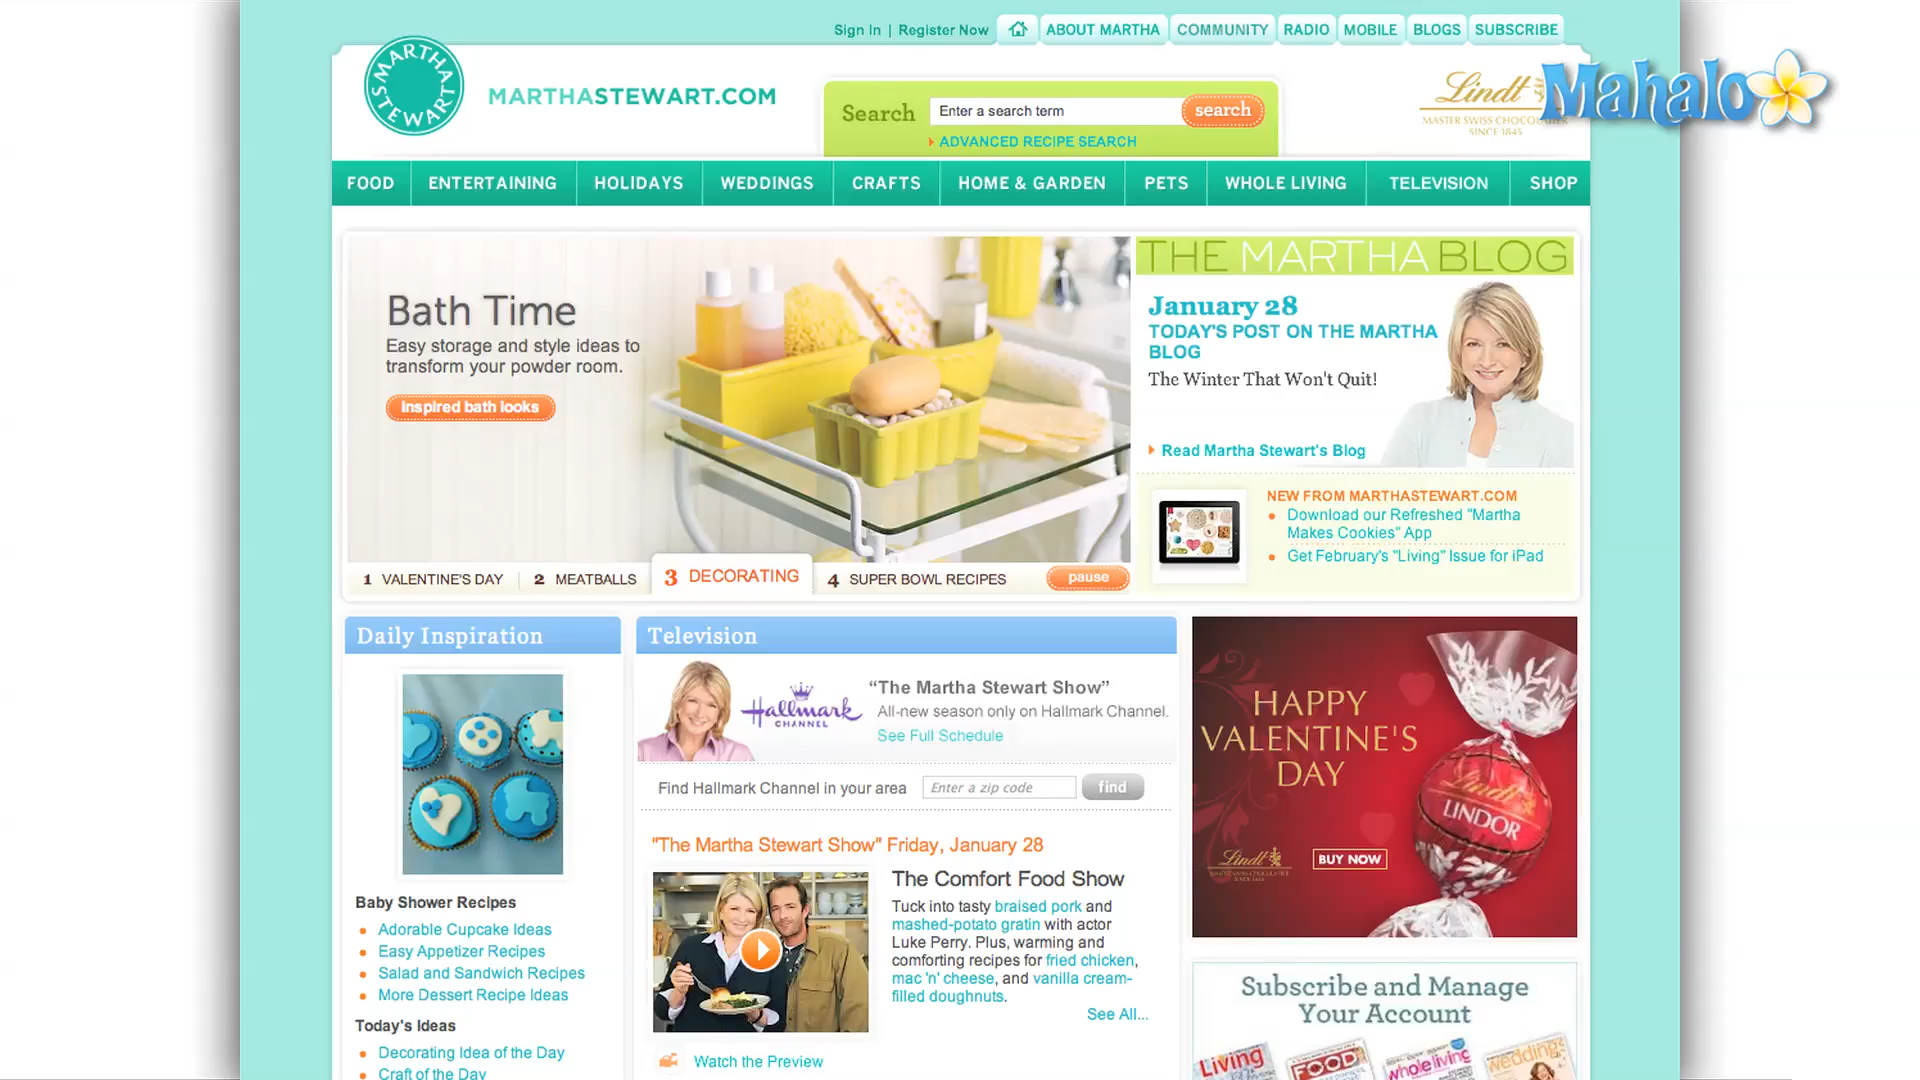 Sign In | Register Now
ABOUT MARTHA
COMMUNITY
RADIO
MOBILE
BLOGS
SUBSCRIBE
MARTHA STEWART
MARTHASTEWART.COM
Search
Enter a search term
search
ADVANCED RECIPE SEARCH
Lindt
MASTER SWISS CHOCOLATIER
SINCE 1845
Mahalo
FOOD
ENTERTAINING
HOLIDAYS
WEDDINGS
CRAFTS
HOME & GARDEN
PETS
WHOLE LIVING
TELEVISION
SHOP
Bath Time
Easy storage and style ideas to
transform your powder room.
inspired bath looks
1 VALENTINE'S DAY
2 MEATBALLS
3 DECORATING
4 SUPER BOWL RECIPES
pause
THE MARTHA BLOG
January 28
TODAY'S POST ON THE MARTHA
BLOG
The Winter That Won't Quit!
Read Martha Stewart's Blog
NEW FROM MARTHASTEWART.COM
Download our Refreshed "Martha
Makes Cookies" App
Get February's "Living" Issue for iPad
Daily Inspiration
Baby Shower Recipes
Adorable Cupcake Ideas
Easy Appetizer Recipes
Salad and Sandwich Recipes
More Dessert Recipe Ideas
Today's Ideas
Decorating Idea of the Day
Craft of the Day
Television
Hallmark
CHANNEL
“The Martha Stewart Show”
All-new season only on Hallmark Channel.
See Full Schedule
Find Hallmark Channel in your area
Enter a zip code
find
"The Martha Stewart Show" Friday, January 28
The Comfort Food Show
Tuck into tasty braised pork and
mashed-potato gratin with actor
Luke Perry. Plus, warming and
comforting recipes for fried chicken,
mac 'n' cheese, and vanilla cream-
filled doughnuts.
See All...
Watch the Preview
HAPPY
VALENTINE'S
DAY
Lindt
BUY NOW
Lindt
LINDOR
Subscribe and Manage
Your Account
Living
FOOD
whole living
weddings